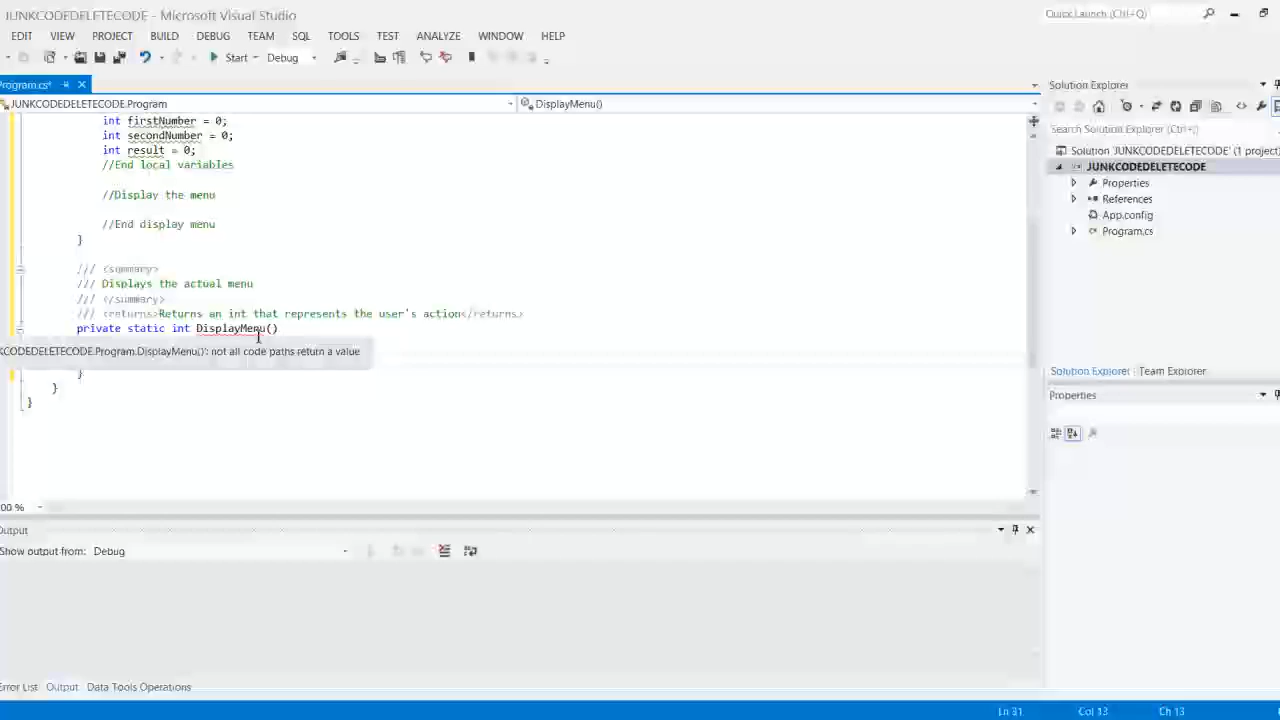 JUNKCODEDELETECODE - Microsoft Visual Studio
Quick Launch (Ctrl+Q)
EDIT VIEW PROJECT BUILD DEBUG TEAM SQL TOOLS TEST ANALYZE WINDOW HELP
Start Debug
Program.cs*
Solution Explorer
JUNKCODEDELETECODE.Program
DisplayMenu()
int firstNumber = 0;
int secondNumber = 0;
int result = 0;
//End local variables
//Display the menu
//End display menu
}
/// <summary>
/// Displays the actual menu
/// </summary>
/// <returns>Returns an int that represents the user's action</returns>
private static int DisplayMenu()
KCODEDELETECODE.Program.DisplayMenu()': not all code paths return a value
}
}
}
Search Solution Explorer (Ctrl+;)
Solution 'JUNKCODEDELETECODE' (1 project)
JUNKCODEDELETECODE
Properties
References
App.config
Program.cs
Solution Explorer Team Explorer
Properties
00 %
Output
Show output from: Debug
Error List Output Data Tools Operations
Ln 31 Col 13 Ch 13